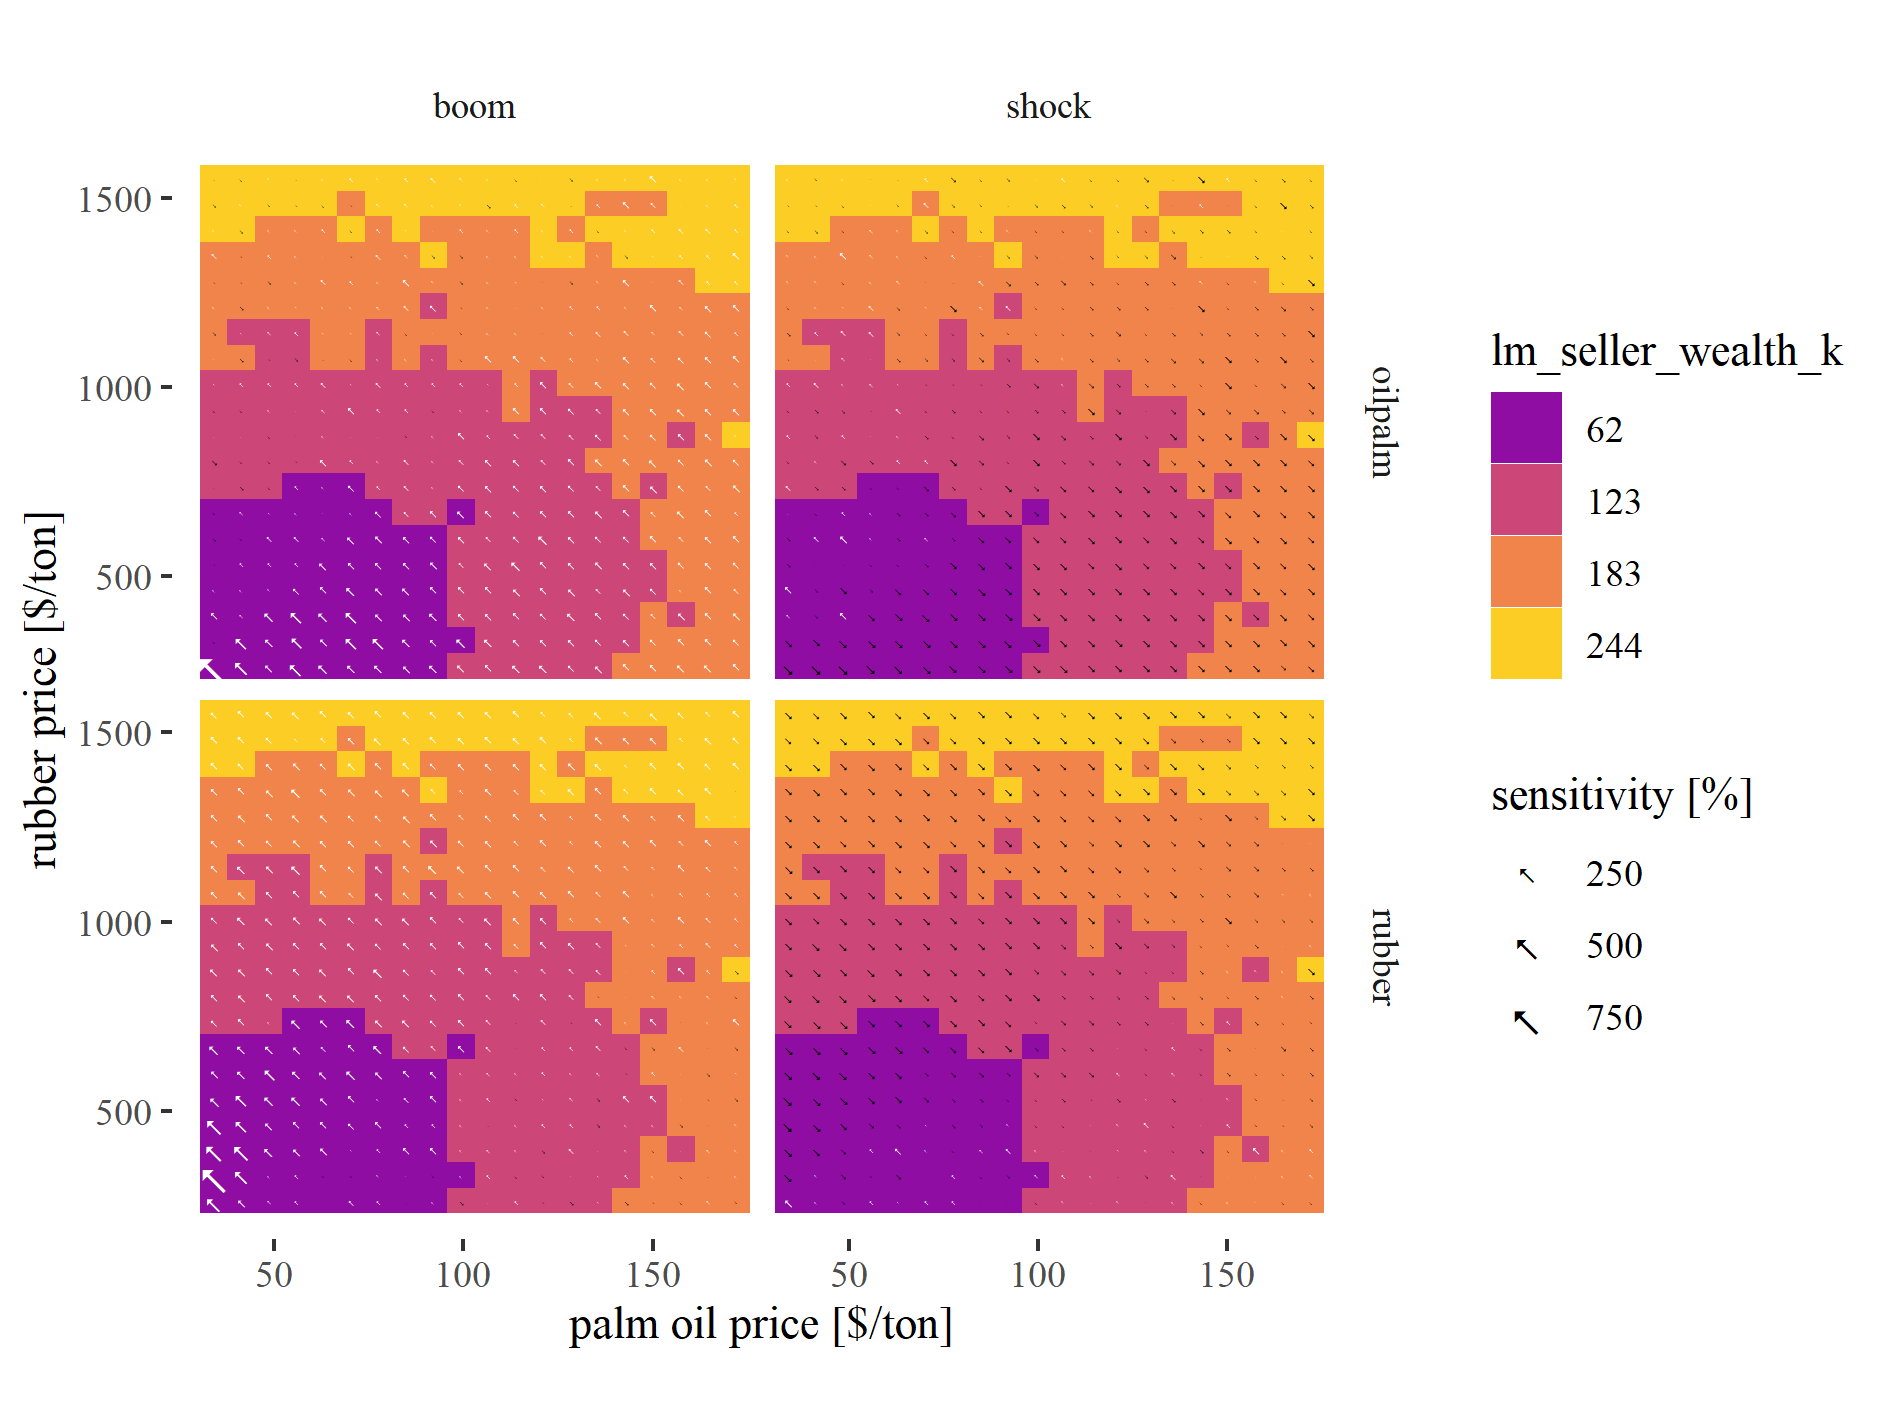 boom
shock
1500
1000
500
oilpalm
1500
1000
500
rubber
rubber price [$/ton]
50
100
150
50
100
150
palm oil price [$/ton]
lm_seller_wealth_k
62
123
183
244
sensitivity [%]
250
500
750